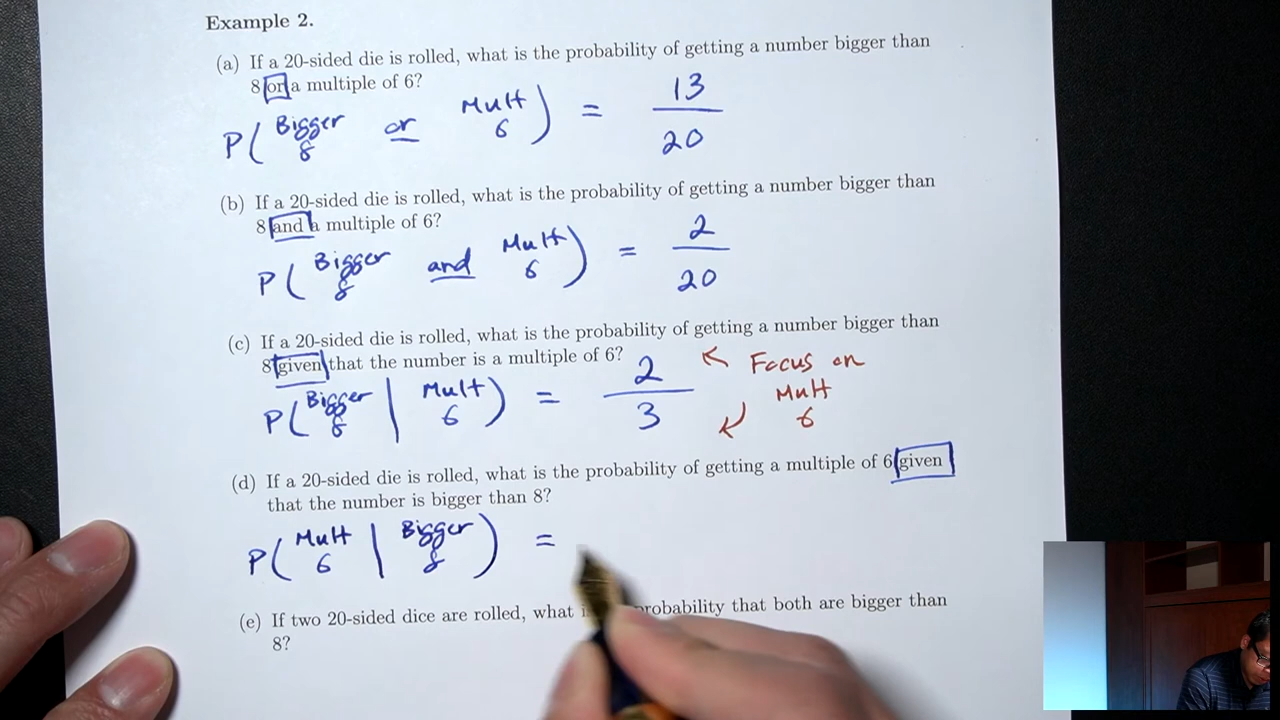 Example 2.
(a) If a 20-sided die is rolled, what is the probability of getting a number bigger than
8 or a multiple of 6?
P( Bigger 8 or Mult 6 ) = 13/20
(b) If a 20-sided die is rolled, what is the probability of getting a number bigger than
8 and a multiple of 6?
P( Bigger 8 and Mult 6 ) = 2/20
(c) If a 20-sided die is rolled, what is the probability of getting a number bigger than
8 given that the number is a multiple of 6?
P( Bigger 8 | Mult 6 ) = 2/3
Focus on
Mult
6
(d) If a 20-sided die is rolled, what is the probability of getting a multiple of 6 given
that the number is bigger than 8?
P( Mult 6 | Bigger 8 ) =
(e) If two 20-sided dice are rolled, what probability that both are bigger than
8?